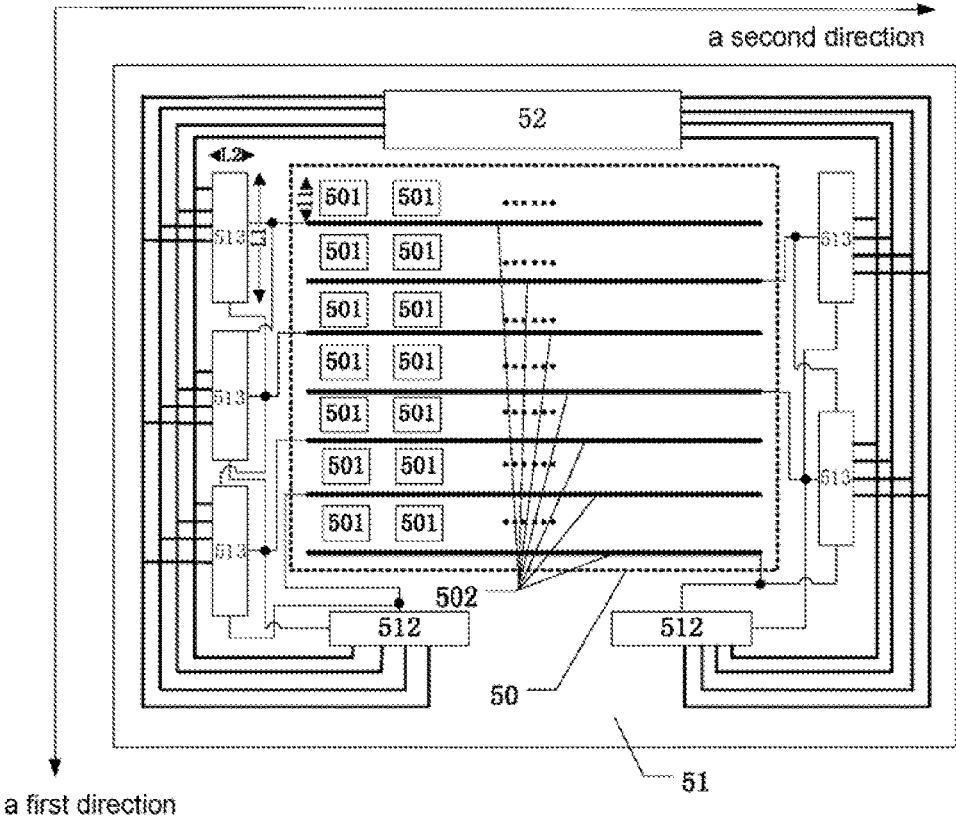 a second direction
52
L2
501 501 ......
L1
513
513
501 501 ......
501 501 ......
501 501 ......
513
513
501 501 ......
501 501 ......
501 501 ......
513
502
512
512
50
51
a first direction